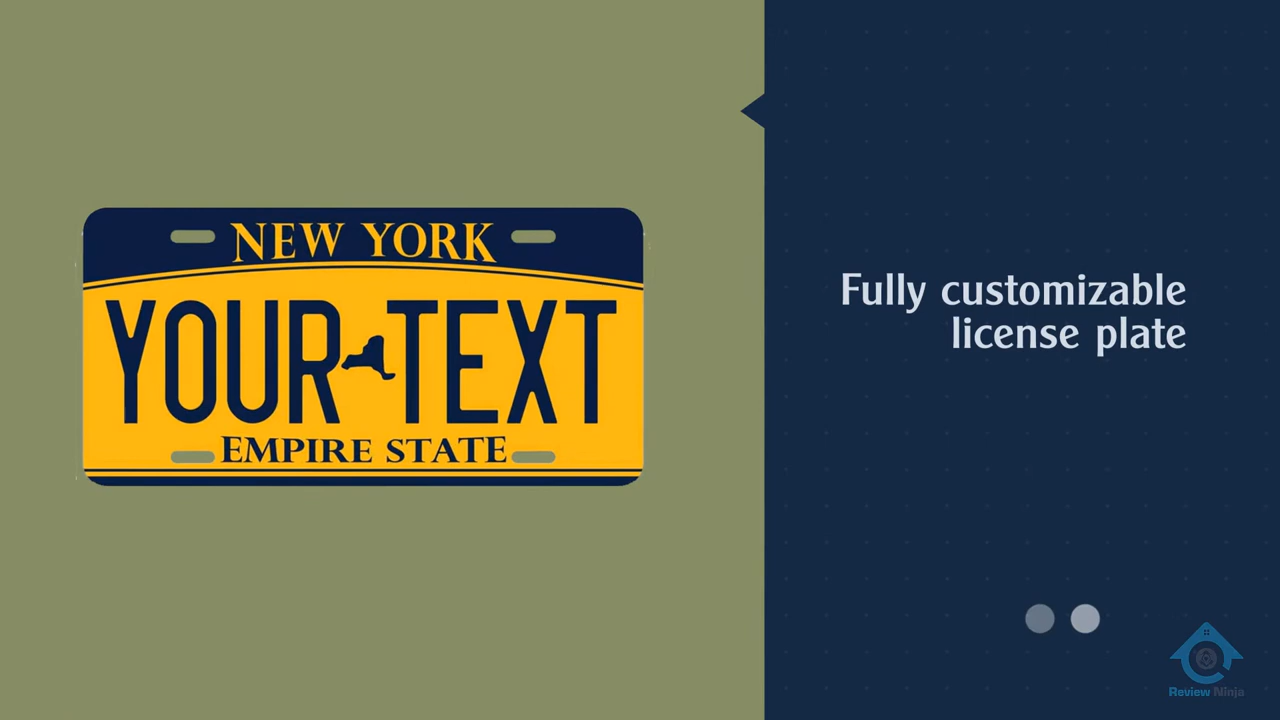 NEW YORK
YOUR TEXT
EMPIRE STATE
Fully customizable
license plate
Review Ninja